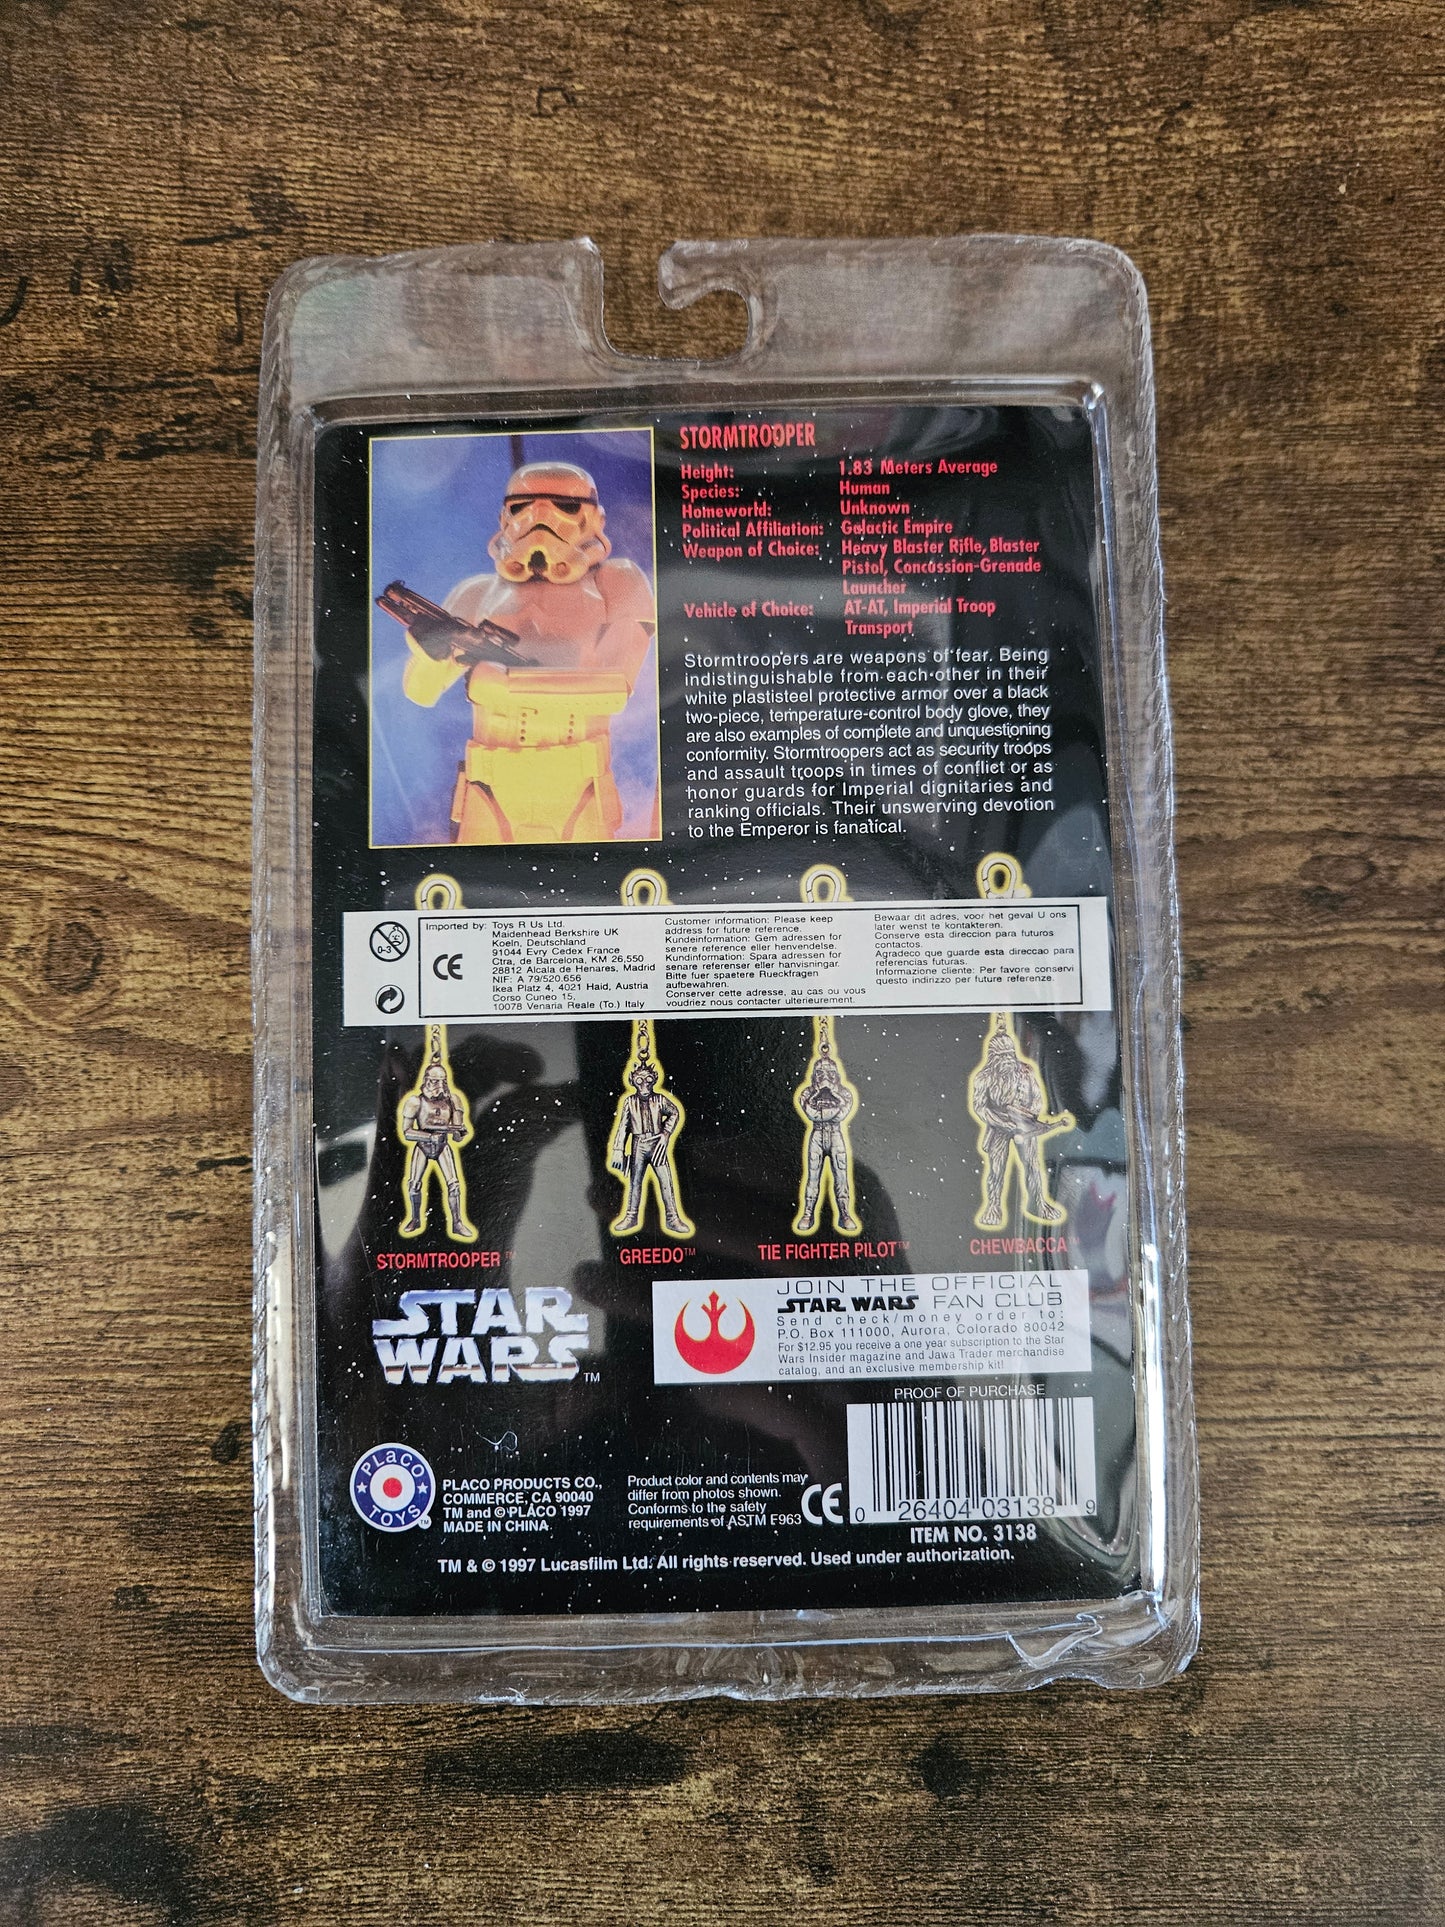 STORMTROOPER
Height: 1.83 Meters Average
Species: Human
Homeworld: Unknown
Political Affiliation: Galactic Empire
Weapon of Choice: Heavy Blaster Rifle, Blaster
Pistol, Concussion-Grenade
Launcher
Vehicle of Choice: AT-AT, Imperial Troop
Transport
Stormtroopers are weapons of fear. Being
indistinguishable from each other in their
white plastisteel protective armor over a black
two-piece, temperature-control body glove, they
are also examples of complete and unquestioning
conformity. Stormtroopers act as security troops
and assault troops in times of conflict or as
honor guards for Imperial dignitaries and
ranking officials. Their unswerving devotion
to the Emperor is fanatical.
0-3
CE
Imported by: Toys R Us Ltd.
Maidenhead Berkshire UK
Koeln, Deutschland
91044 Evry Cedex France
Ctra, de Barcelona, KM 26,550
28812 Alcala de Henares, Madrid
NIF: A 79/520.656
Ikea Platz 4, 4021 Haid, Austria
Corso Cuneo 15,
10078 Venaria Reale (To.) Italy
Customer information: Please keep
address for future reference.
Kundeinformation: Gem adressen for
senere reference eller henvendelse.
Kundinformation: Spara adressen for
senare referenser eller hanvisningar.
Bitte fuer spaetere Rueckfragen
aufbewahren.
Conserver cette adresse, au cas ou vous
voudriez nous contacter ulterieurement.
Bewaar dit adres, voor het geval U ons
later wenst te kontakteren.
Conserve esta direccion para futuros
contactos.
Agradeco que guarde esta direccao para
referencias futuras.
Informazione cliente: Per favore conservi
questo indirizzo per future referenze.
STORMTROOPER™
GREEDO™
TIE FIGHTER PILOT™
CHEWBACCA™
STAR
WARS™
JOIN THE OFFICIAL
STAR WARS FAN CLUB
Send check/money order to:
P.O. Box 111000, Aurora, Colorado 80042
For $12.95 you receive a one year subscription to the Star
Wars Insider magazine and Jawa Trader merchandise
catalog, and an exclusive membership kit!
PROOF OF PURCHASE
PLaCO
TOYS™
PLACO PRODUCTS CO.,
COMMERCE, CA 90040
TM and © PLACO 1997
MADE IN CHINA
Product color and contents may
differ from photos shown.
Conforms to the safety
requirements of ASTM F963
CE
0 26404 03138 9
ITEM NO. 3138
TM & © 1997 Lucasfilm Ltd. All rights reserved. Used under authorization.